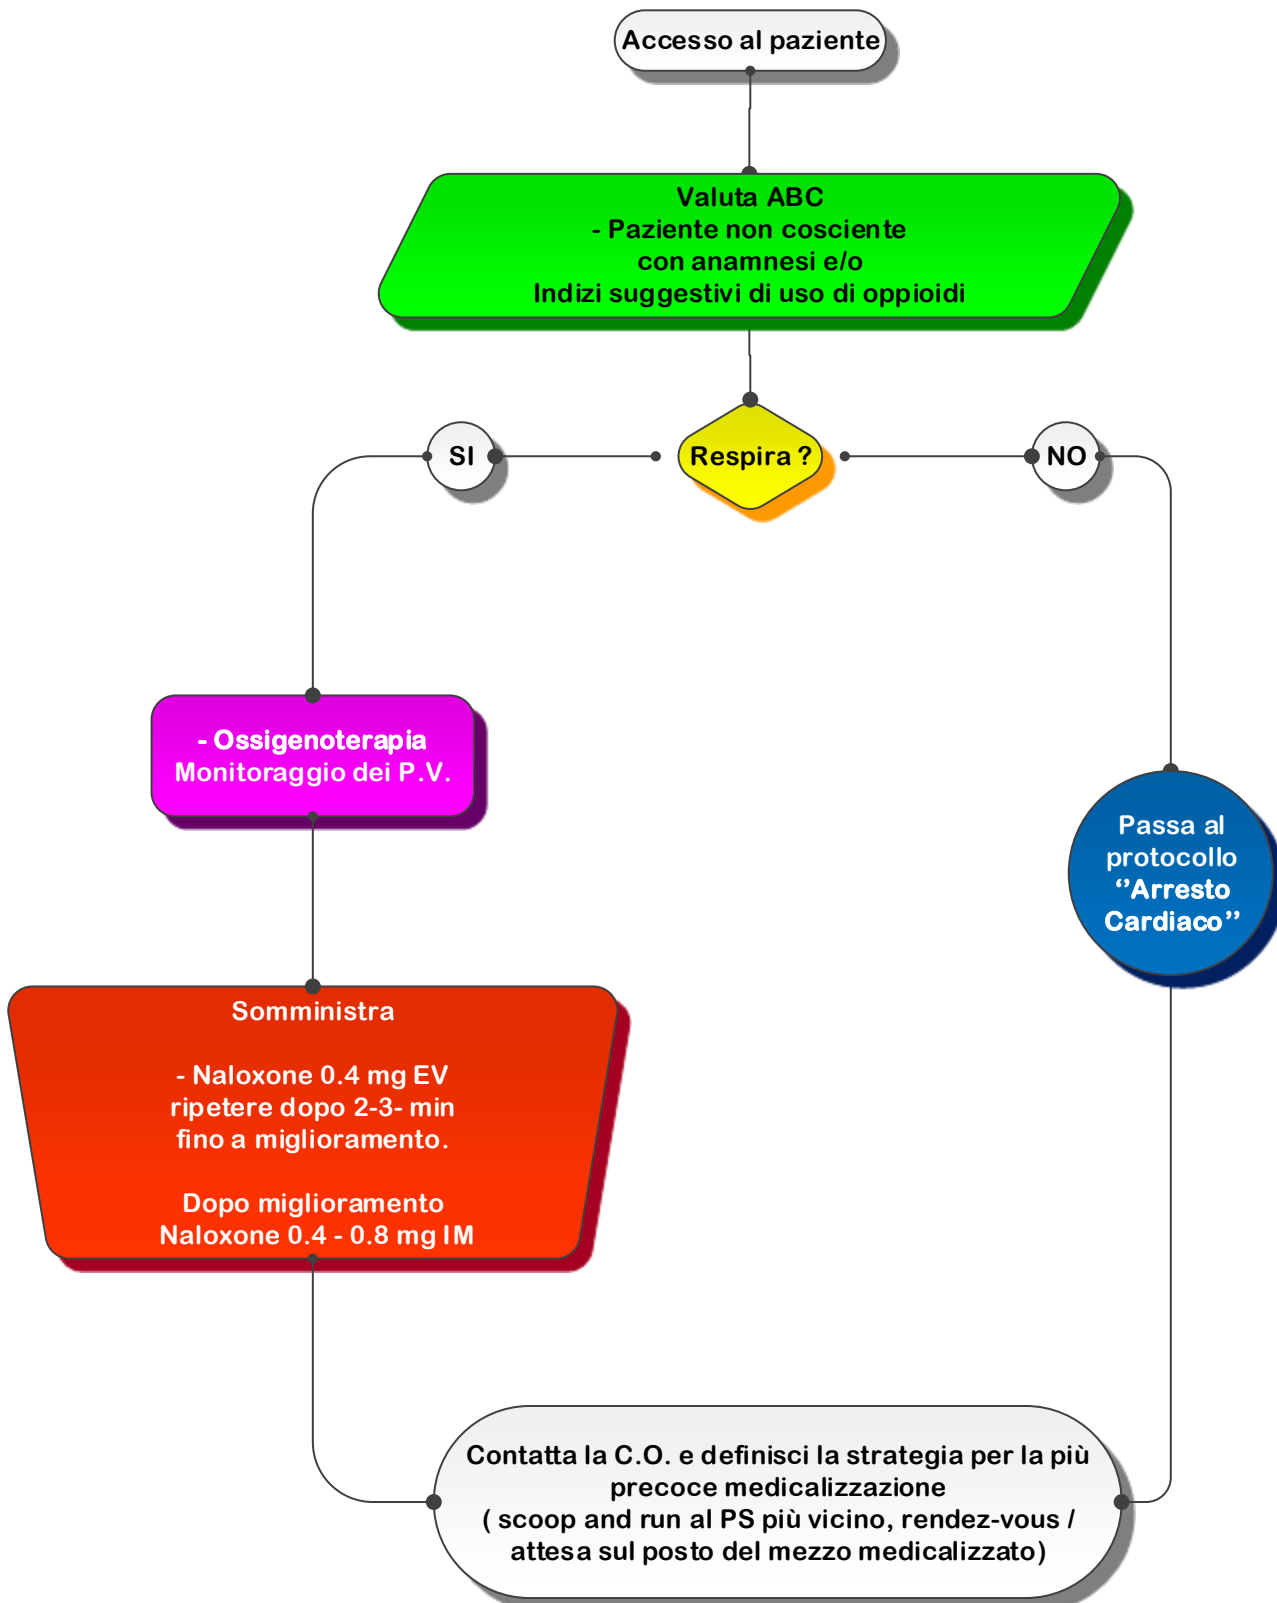 Accesso al paziente
Valuta ABC
- Paziente non cosciente
con anamnesi e/o
Indizi suggestivi di uso di oppioidi
SI
Respira ?
NO
- Ossigenoterapia
Monitoraggio dei P.V.
Passa al
protocollo
‘’Arresto
Cardiaco’’
Somministra
- Naloxone 0.4 mg EV
ripetere dopo 2-3- min
fino a miglioramento.
Dopo miglioramento
Naloxone 0.4 - 0.8 mg IM
Contatta la C.O. e definisci la strategia per la più
precoce medicalizzazione
( scoop and run al PS più vicino, rendez-vous /
attesa sul posto del mezzo medicalizzato)